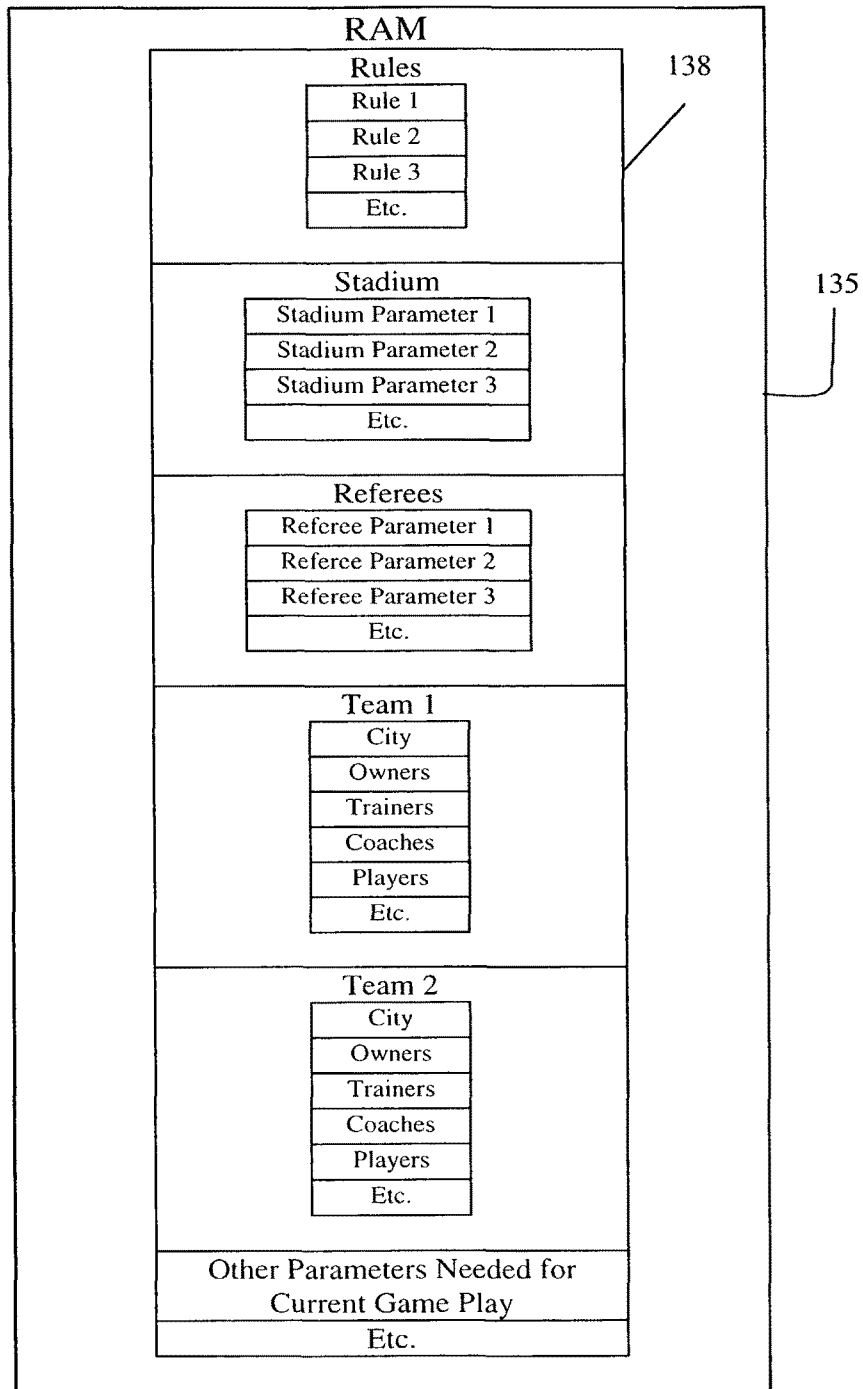 RAM
Rules
138
Rule 1
Rule 2
Rule 3
Etc.
Stadium
135
Stadium Parameter 1
Stadium Parameter 2
Stadium Parameter 3
Etc.
Referees
Referee Parameter 1
Referee Parameter 2
Referee Parameter 3
Etc.
Team 1
City
Owners
Trainers
Coaches
Players
Etc.
Team 2
City
Owners
Trainers
Coaches
Players
Etc.
Other Parameters Needed for
Current Game Play
Etc.